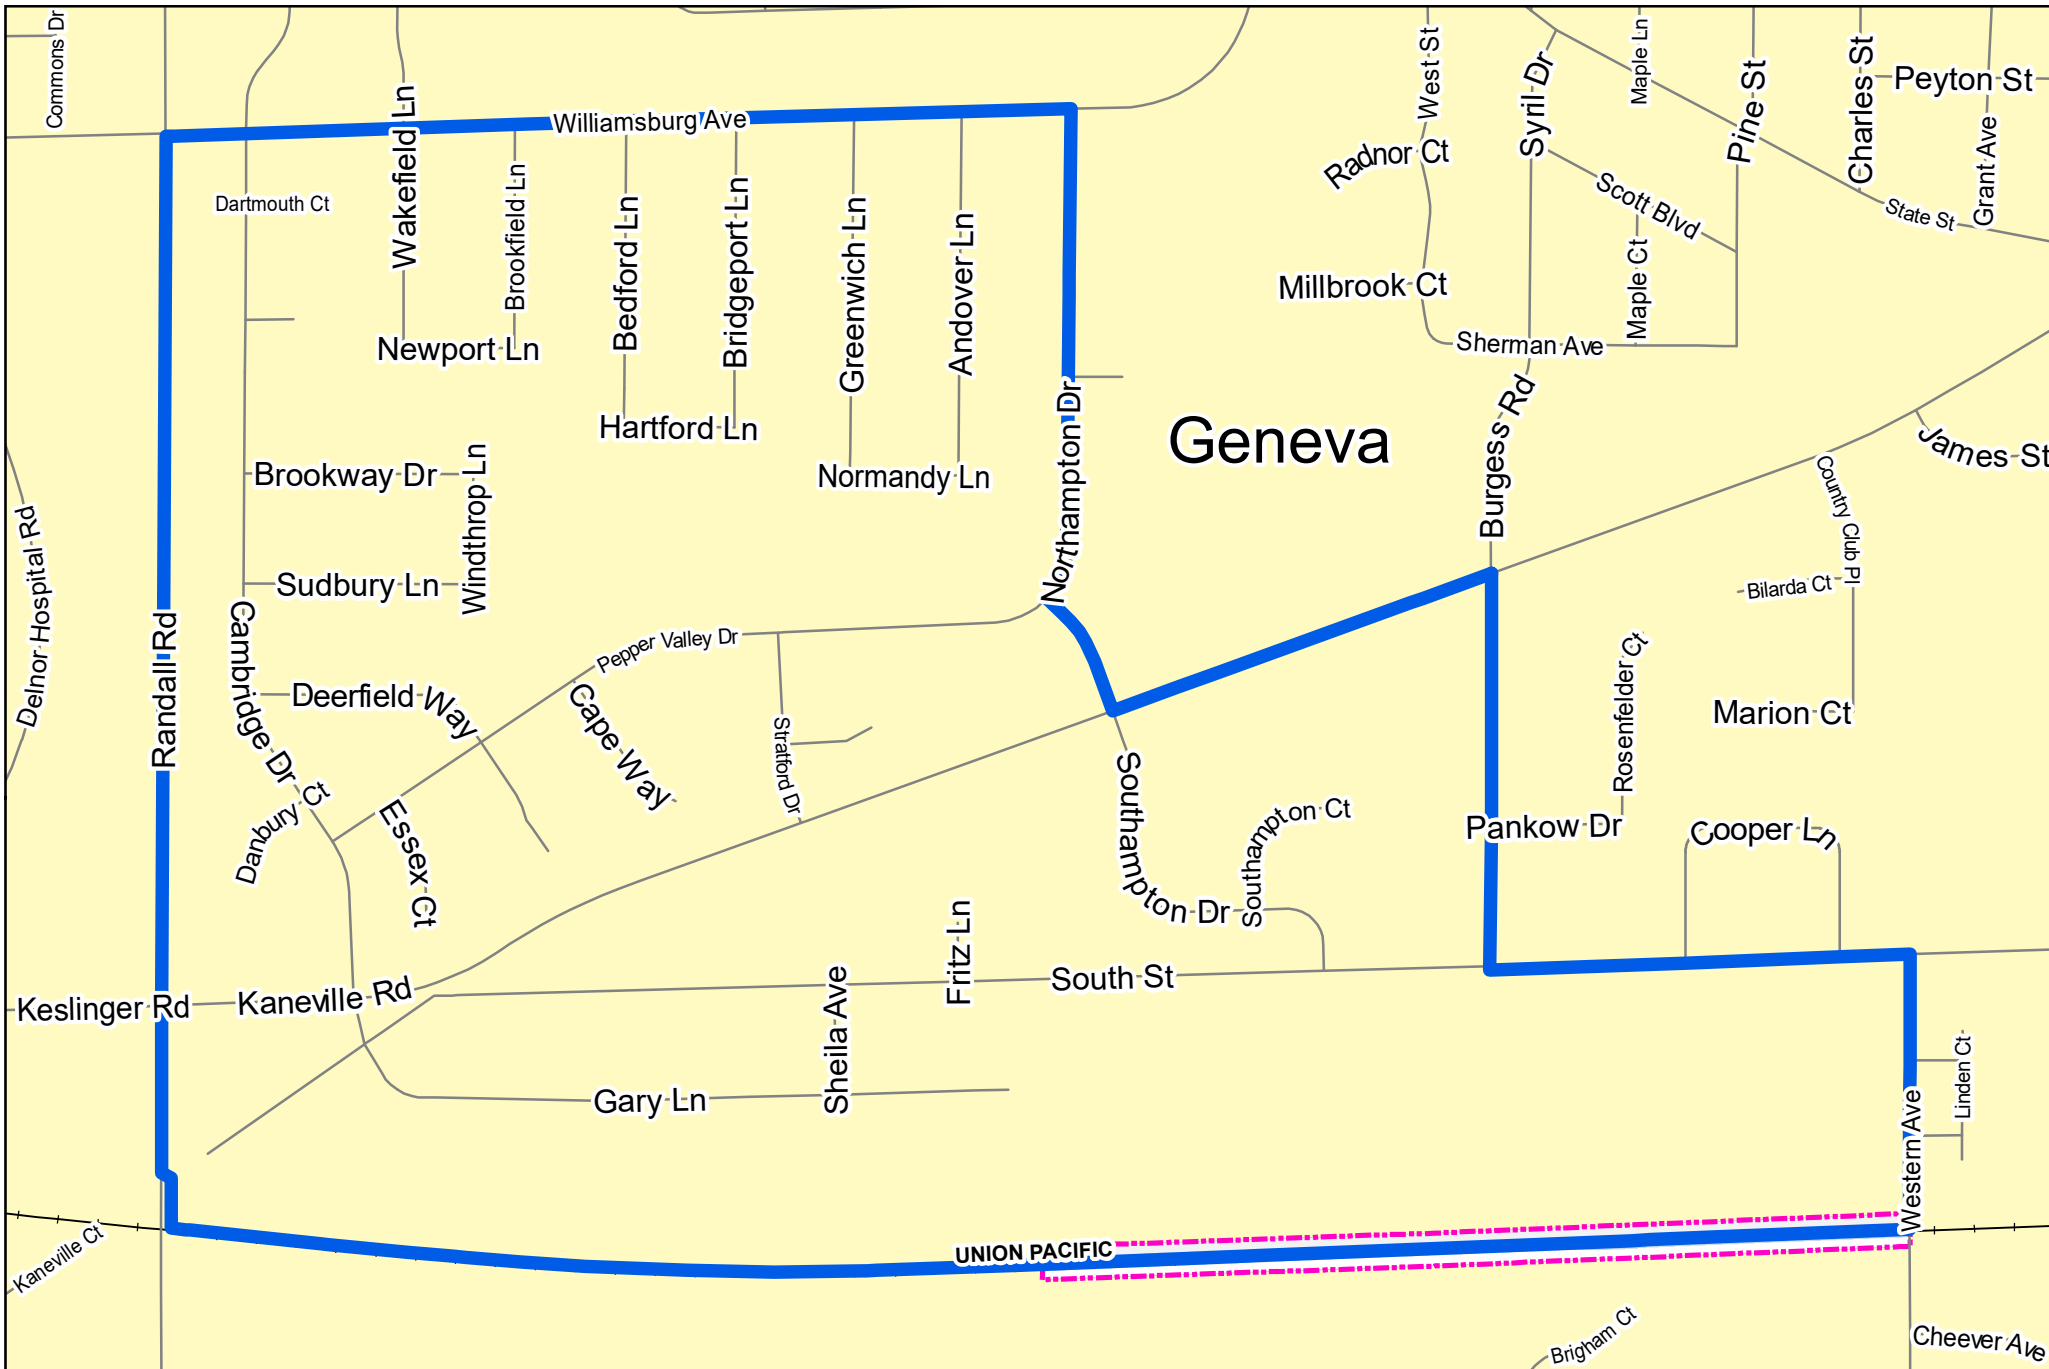 Commons Dr
West St
Syril Dr
Maple Ln
Pine St
Charles St
Peyton St
Grant Ave
Wakefield Ln
Williamsburg Ave
Radnor Ct
Scott Blvd
State St
Dartmouth Ct
Brookfield Ln
Bedford Ln
Bridgeport Ln
Greenwich Ln
Andover Ln
Millbrook Ct
Maple Ct
Sherman Ave
Newport Ln
Hartford Ln
Normandy Ln
Northampton Dr
Geneva
Burgess Rd
James St
Country Club Pl
Brookway Dr
Windthrop Ln
Sudbury Ln
Delnor Hospital Rd
Randall Rd
Cambridge Dr
Pepper Valley Dr
Bilarda Ct
Deerfield Way
Cape Way
Stratford Dr
Rosenfelder Ct
Marion Ct
Danbury Ct
Essex Ct
Southampton Dr
Southampton Ct
Pankow Dr
Cooper Ln
Fritz Ln
Sheila Ave
South St
Keslinger Rd
Kaneville Rd
Gary Ln
Linden Ct
Western Ave
UNION PACIFIC
Kaneville Ct
Brigham Ct
Cheever Ave